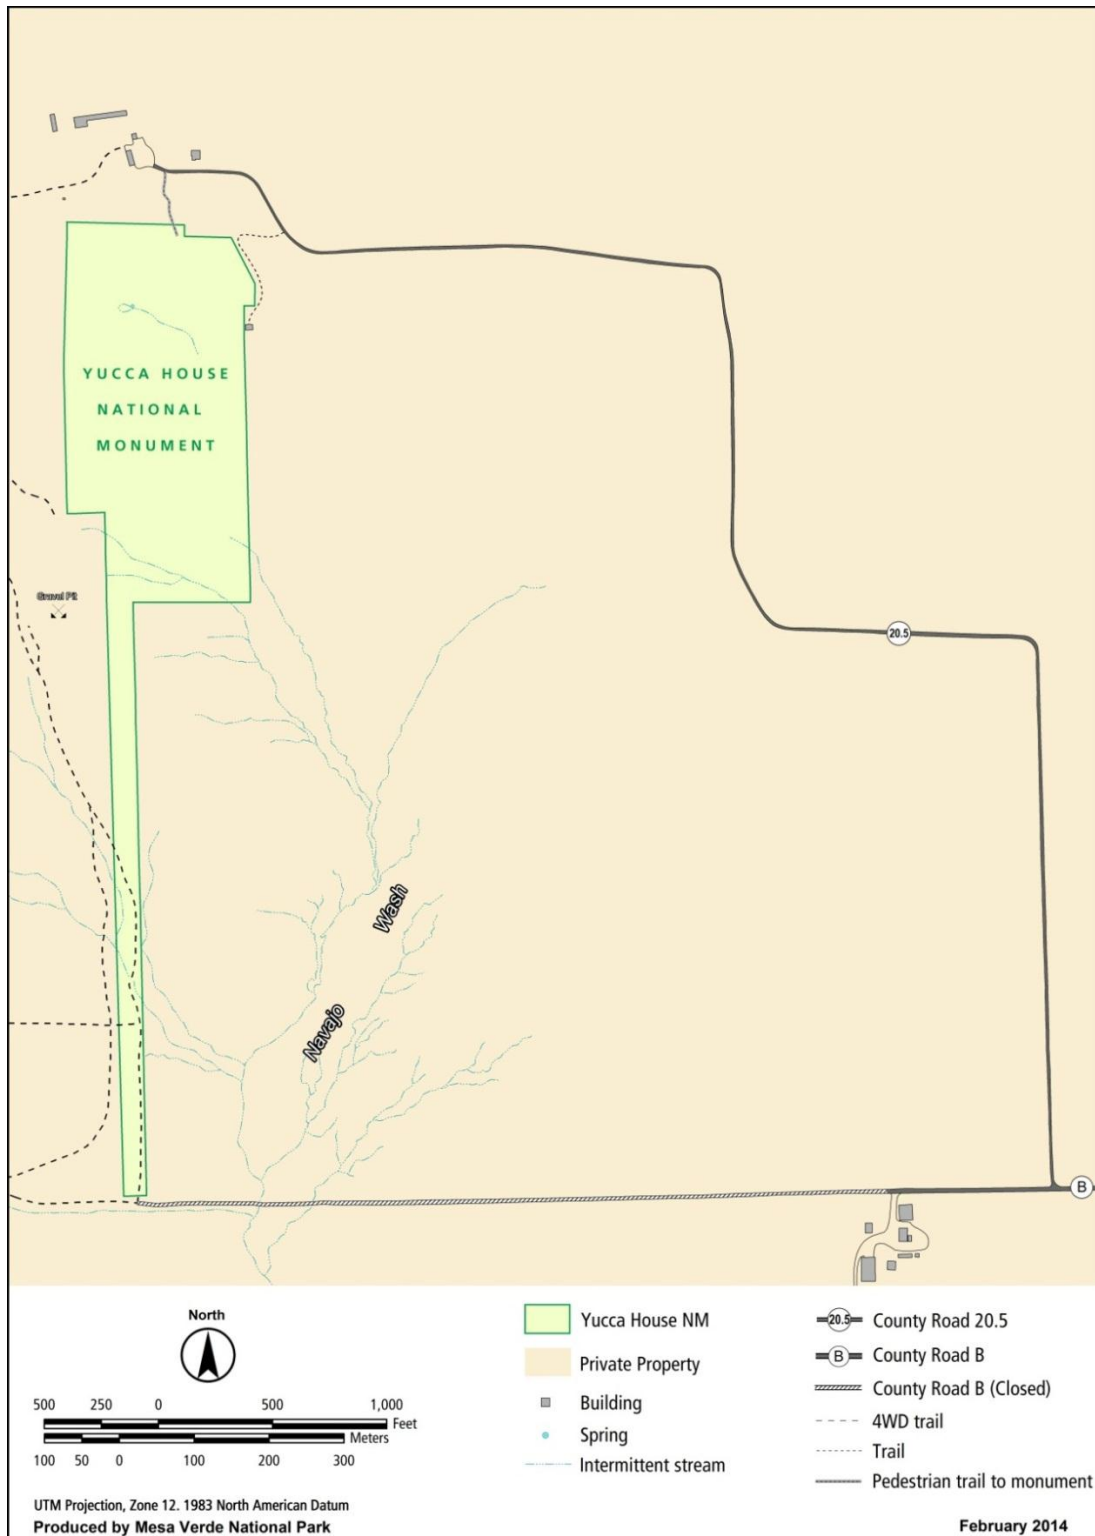 YUCCA HOUSE
NATIONAL
MONUMENT
Gravel Pit
20.5
Wash
Navajo
B
North
500 250 0 500 1,000
Feet
Meters
100 50 0 100 200 300
UTM Projection, Zone 12. 1983 North American Datum
Produced by Mesa Verde National Park
Yucca House NM
Private Property
Building
Spring
Intermittent stream
20.5 County Road 20.5
B County Road B
County Road B (Closed)
4WD trail
Trail
Pedestrian trail to monument
February 2014